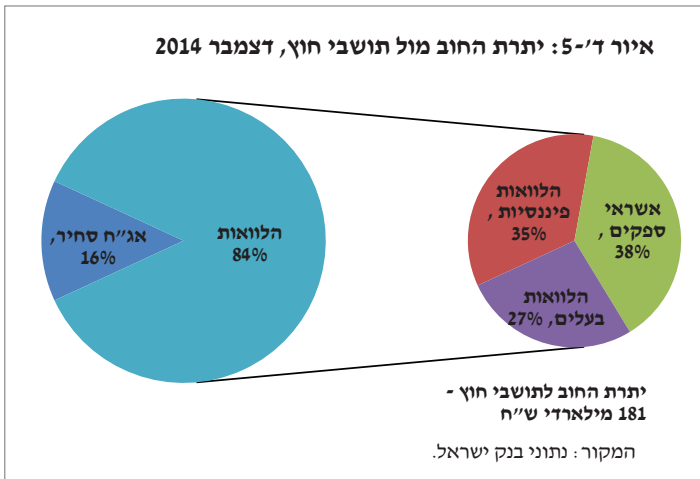 איור ד'-5: יתרת החוב מול תושבי חוץ, דצמבר 2014
אשראי
ספקים,
38%
הלוואות
פיננסיות,
35%
הלוואות
בעלים, 27%
הלוואות
84%
אג"ח סחיר,
16%
יתרת החוב לתושבי חוץ -
181 מילארדי ש"ח
המקור: נתוני בנק ישראל.